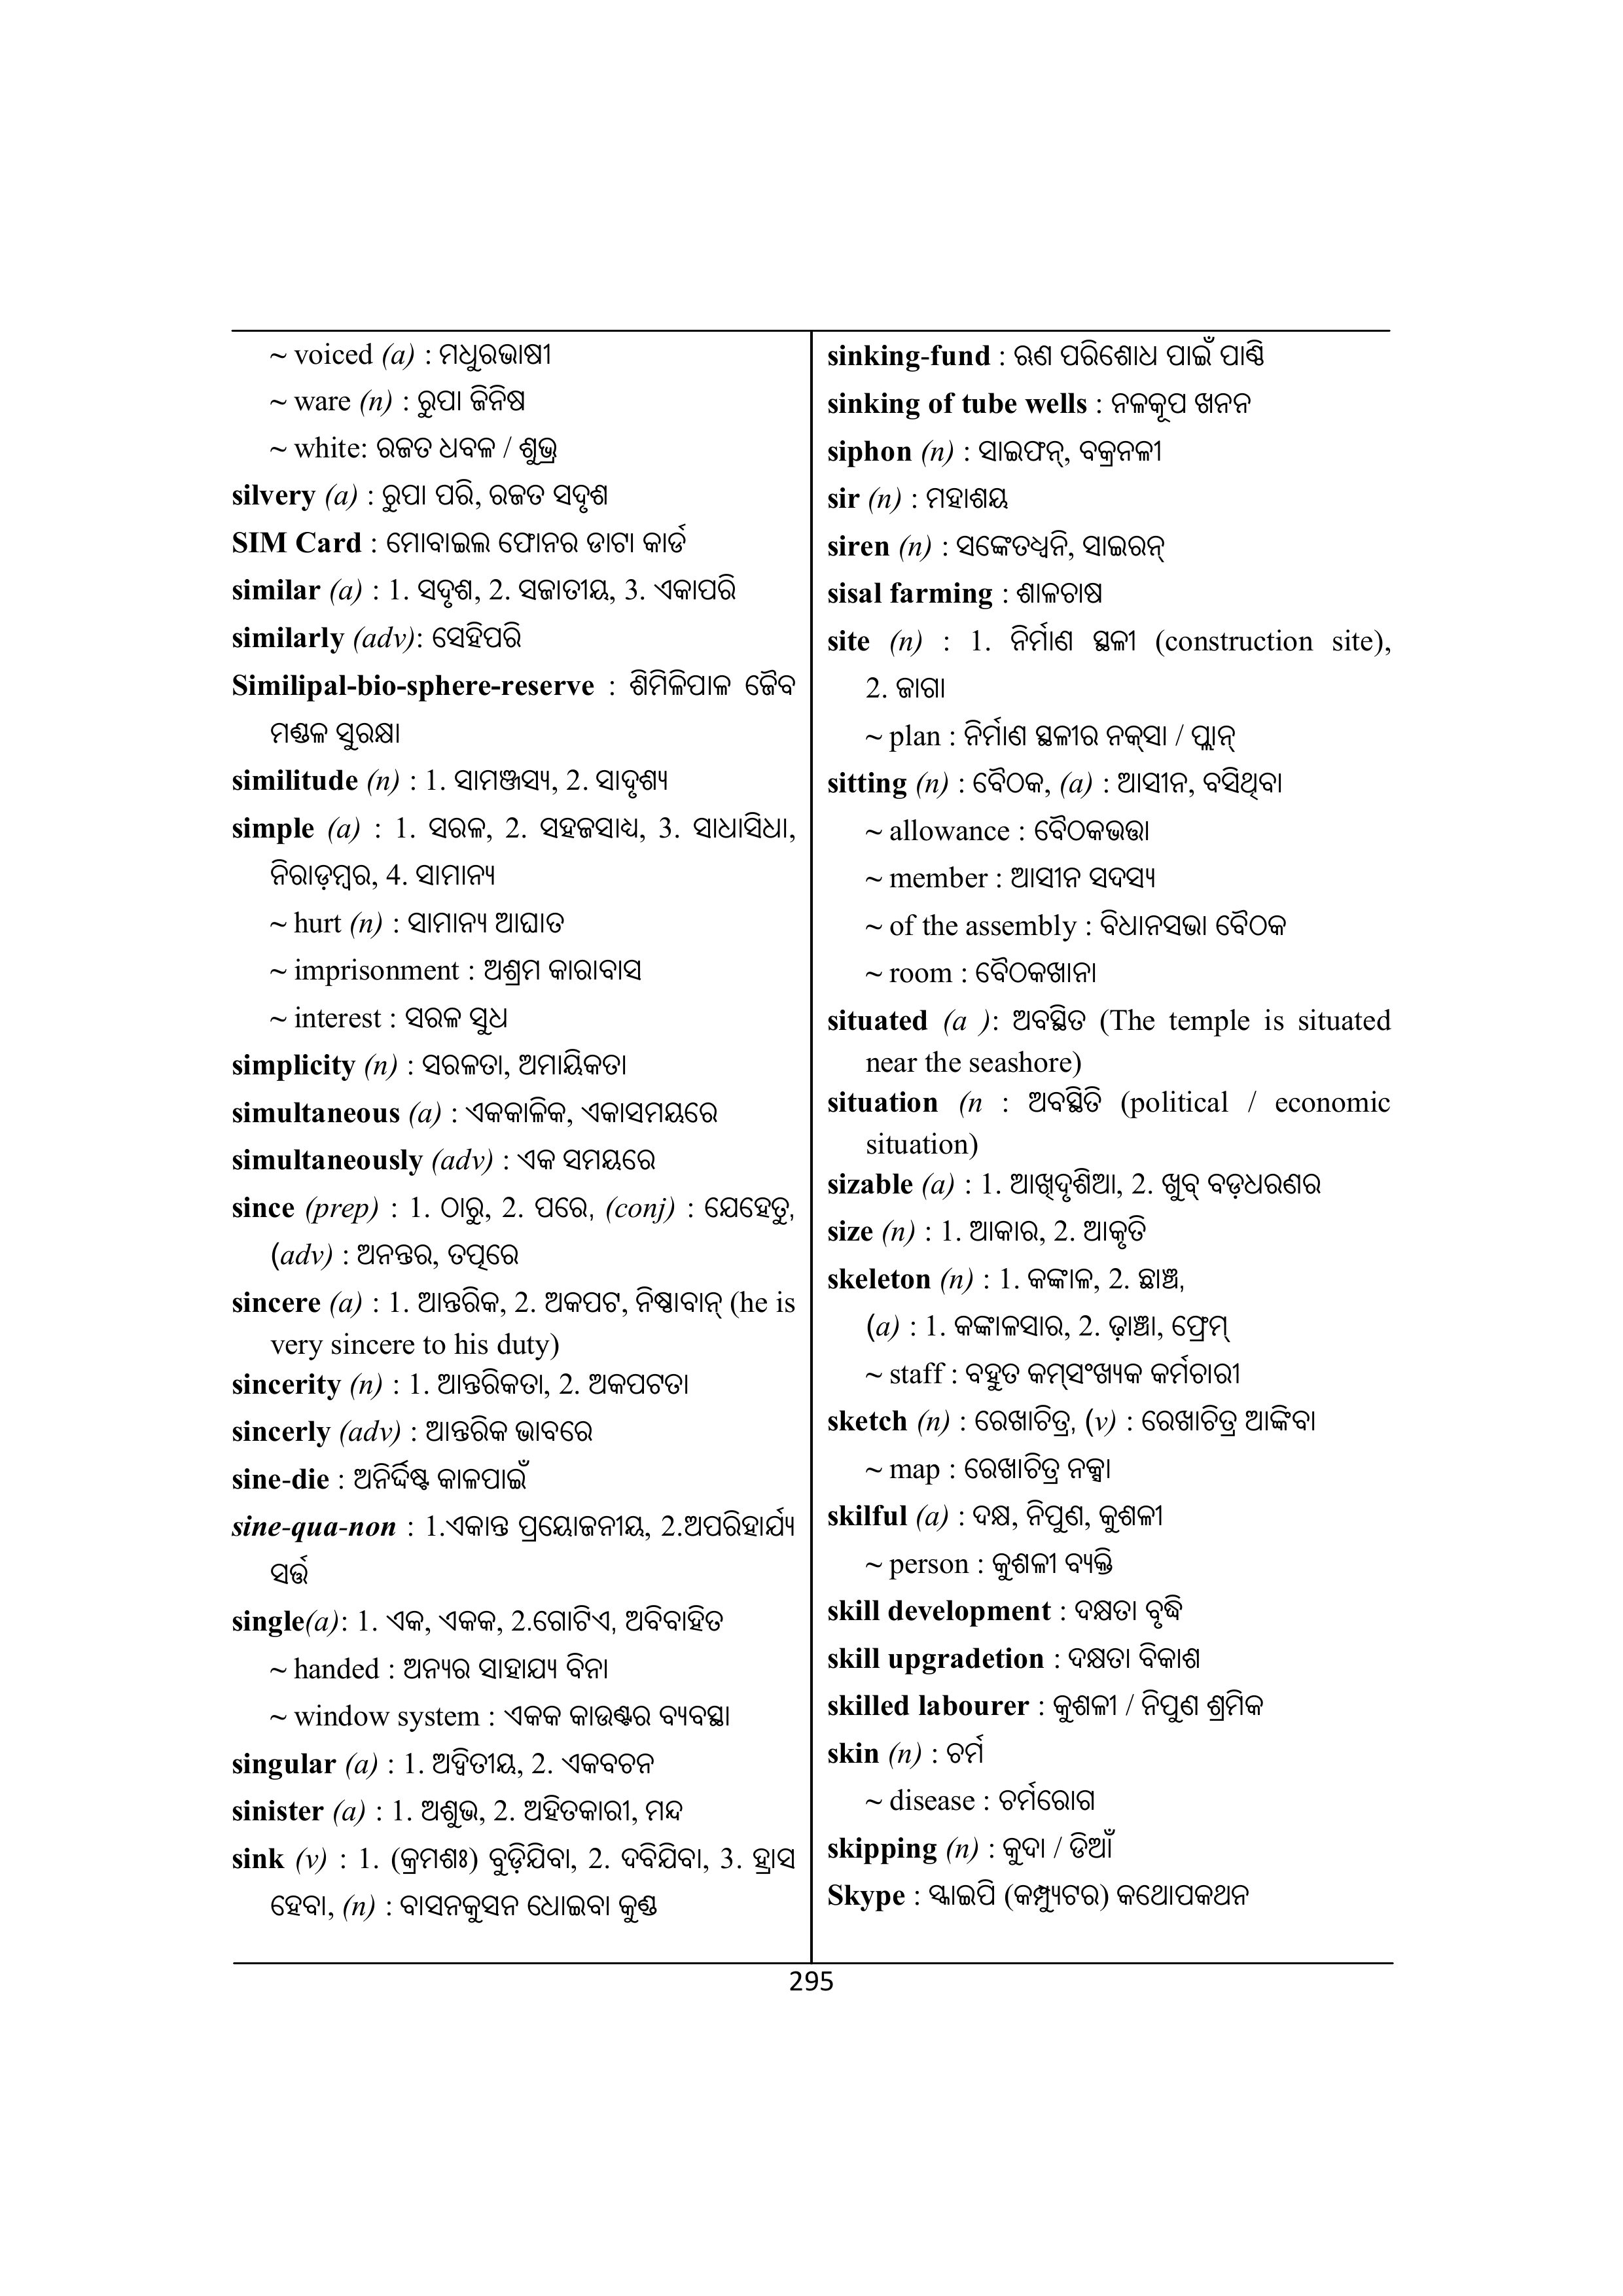 ~ voiced (a) : ମଧୁରଭାଷୀ
~ ware (n) : ରୁପା ଜିନିଷ
~ white: ରଜତ ଧବଳ / ଶୁଭ୍ର
silvery (a) : ରୁପା ପରି, ରଜତ ସଦୃଶ
SIM Card : ମୋବାଇଲ ଫୋନର ଡାଟା କାର୍ଡ
similar (a) : 1. ସଦୃଶ, 2. ସଜାତୀୟ, 3. ଏକାପରି
similarly (adv): ସେହିପରି
Similipal-bio-sphere-reserve : ଶିମିଳିପାଳ ଜୈବ
ମଣ୍ଡଳ ସୁରକ୍ଷା
similitude (n) : 1. ସାମଞ୍ଜସ୍ୟ, 2. ସାଦୃଶ୍ୟ
simple (a) : 1. ସରଳ, 2. ସହଜସାଧ୍ୟ, 3. ସାଧାସିଧା,
ନିରାଡ଼ମ୍ବର, 4. ସାମାନ୍ୟ
~ hurt (n) : ସାମାନ୍ୟ ଆଘାତ
~ imprisonment : ଅଶ୍ରମ କାରାବାସ
~ interest : ସରଳ ସୁଧ
simplicity (n) : ସରଳତା, ଅମାୟିକତା
simultaneous (a) : ଏକକାଳିକ, ଏକାସମୟରେ
simultaneously (adv) : ଏକ ସମୟରେ
since (prep) : 1. ଠାରୁ, 2. ପରେ, (conj) : ଯେହେତୁ,
(adv) : ଅନନ୍ତର, ତତ୍ପରେ
sincere (a) : 1. ଆନ୍ତରିକ, 2. ଅକପଟ, ନିଷ୍ଠାବାନ୍ (he is
very sincere to his duty)
sincerity (n) : 1. ଆନ୍ତରିକତା, 2. ଅକପଟତା
sincerly (adv) : ଆନ୍ତରିକ ଭାବରେ
sine-die : ଅନିର୍ଦ୍ଦିଷ୍ଟ କାଳପାଇଁ
sine-qua-non : 1.ଏକାନ୍ତ ପ୍ରୟୋଜନୀୟ, 2.ଅପରିହାର୍ଯ୍ୟ
ସର୍ତ୍ତ
single(a): 1. ଏକ, ଏକକ, 2.ଗୋଟିଏ, ଅବିବାହିତ
~ handed : ଅନ୍ୟର ସାହାଯ୍ୟ ବିନା
~ window system : ଏକକ କାଉଣ୍ଟର ବ୍ୟବସ୍ଥା
singular (a) : 1. ଅଦ୍ୱିତୀୟ, 2. ଏକବଚନ
sinister (a) : 1. ଅଶୁଭ, 2. ଅହିତକାରୀ, ମନ୍ଦ
sink (v) : 1. (କ୍ରମଶଃ) ବୁଡ଼ିଯିବା, 2. ଦବିଯିବା, 3. ହ୍ରାସ
ହେବା, (n) : ବାସନକୁସନ ଧୋଇବା କୁଣ୍ଡ
sinking-fund : ଋଣ ପରିଶୋଧ ପାଇଁ ପାଣ୍ଠି
sinking of tube wells : ନଳକୂପ ଖନନ
siphon (n) : ସାଇଫନ୍, ବକ୍ରନଳୀ
sir (n) : ମହାଶୟ
siren (n) : ସଙ୍କେତଧ୍ୱନି, ସାଇରନ୍
sisal farming : ଶାଳଚାଷ
site (n) : 1. ନିର୍ମାଣ ସ୍ଥଳୀ (construction site),
2. ଜାଗା
~ plan : ନିର୍ମାଣ ସ୍ଥଳୀର ନକ୍‌ସା / ପ୍ଲାନ୍
sitting (n) : ବୈଠକ, (a) : ଆସୀନ, ବସିଥିବା
~ allowance : ବୈଠକଭତ୍ତା
~ member : ଆସୀନ ସଦସ୍ୟ
~ of the assembly : ବିଧାନସଭା ବୈଠକ
~ room : ବୈଠକଖାନା
situated (a ): ଅବସ୍ଥିତ (The temple is situated
near the seashore)
situation (n : ଅବସ୍ଥିତି (political / economic
situation)
sizable (a) : 1. ଆଖିଦୃଶିଆ, 2. ଖୁବ୍ ବଡ଼ଧରଣର
size (n) : 1. ଆକାର, 2. ଆକୃତି
skeleton (n) : 1. କଙ୍କାଳ, 2. ଛାଞ୍ଚ,
(a) : 1. କଙ୍କାଳସାର, 2. ଢ଼ାଞ୍ଚା, ଫ୍ରେମ୍
~ staff : ବହୁତ କମ୍‌ସଂଖ୍ୟକ କର୍ମଚାରୀ
sketch (n) : ରେଖାଚିତ୍ର, (v) : ରେଖାଚିତ୍ର ଆଙ୍କିବା
~ map : ରେଖାଚିତ୍ର ନକ୍ସା
skilful (a) : ଦକ୍ଷ, ନିପୁଣ, କୁଶଳୀ
~ person : କୁଶଳୀ ବ୍ୟକ୍ତି
skill development : ଦକ୍ଷତା ବୃଦ୍ଧି
skill upgradetion : ଦକ୍ଷତା ବିକାଶ
skilled labourer : କୁଶଳୀ / ନିପୁଣ ଶ୍ରମିକ
skin (n) : ଚର୍ମ
~ disease : ଚର୍ମରୋଗ
skipping (n) : କୁଦା / ଡିଆଁ
Skype : ସ୍କାଇପି (କମ୍ପ୍ୟୁଟର) କଥୋପକଥନ
295